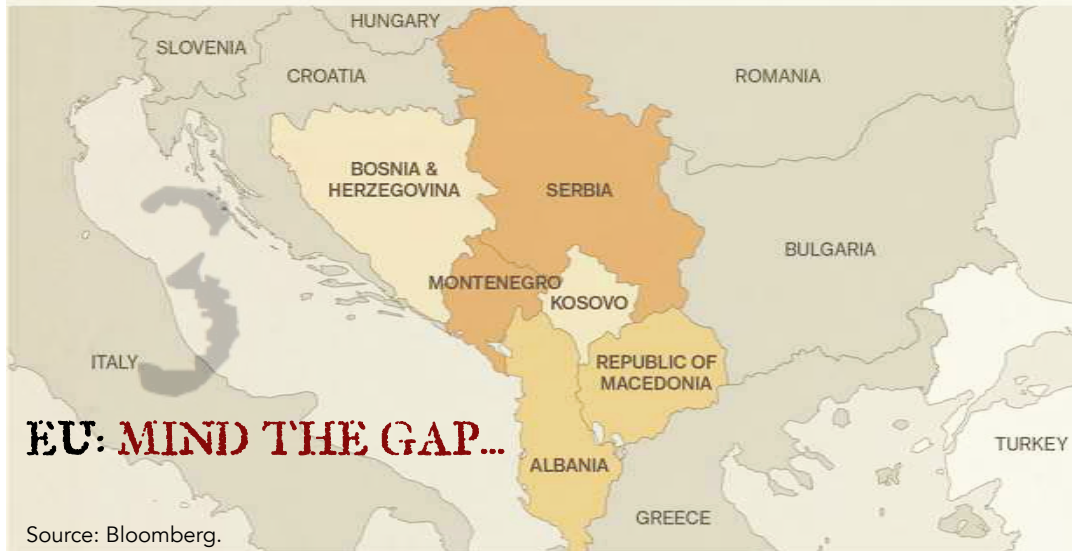 HUNGARY
SLOVENIA
CROATIA
ROMANIA
BOSNIA &
HERZEGOVINA
SERBIA
BULGARIA
MONTENEGRO
KOSOVO
ITALY
REPUBLIC OF
MACEDONIA
EU: MIND THE GAP...
TURKEY
ALBANIA
GREECE
Source: Bloomberg.